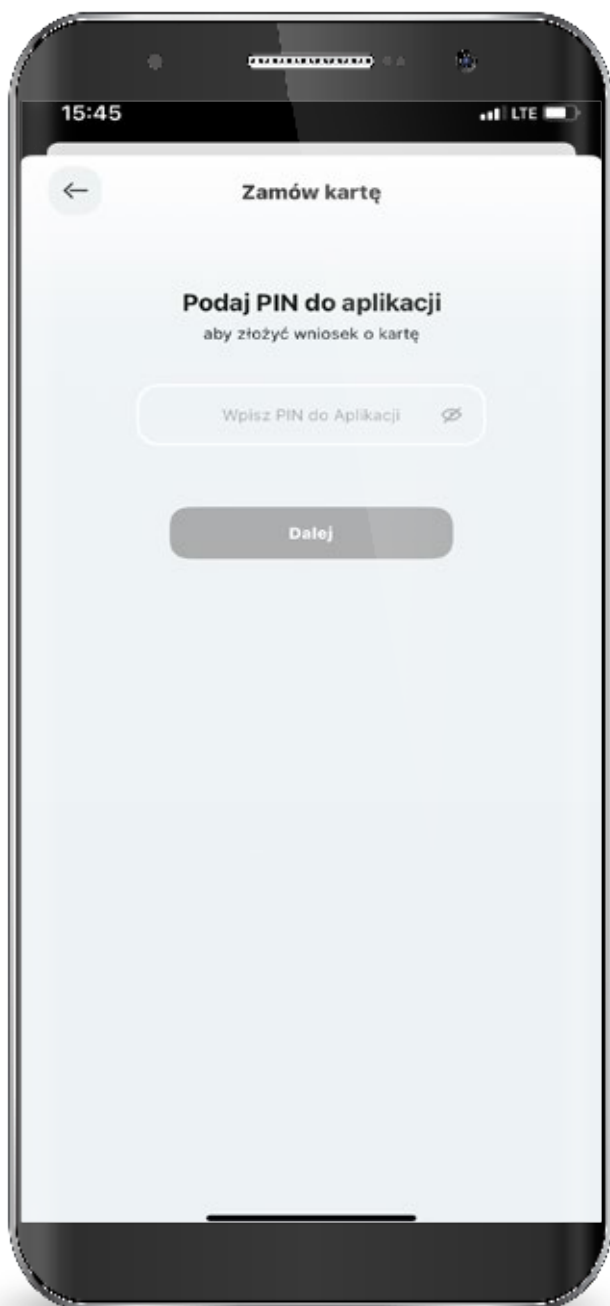 15:45
LTE
Zamów kartę
Podaj PIN do aplikacji
aby złożyć wniosek o kartę
Wpisz PIN do Aplikacji
Dalej